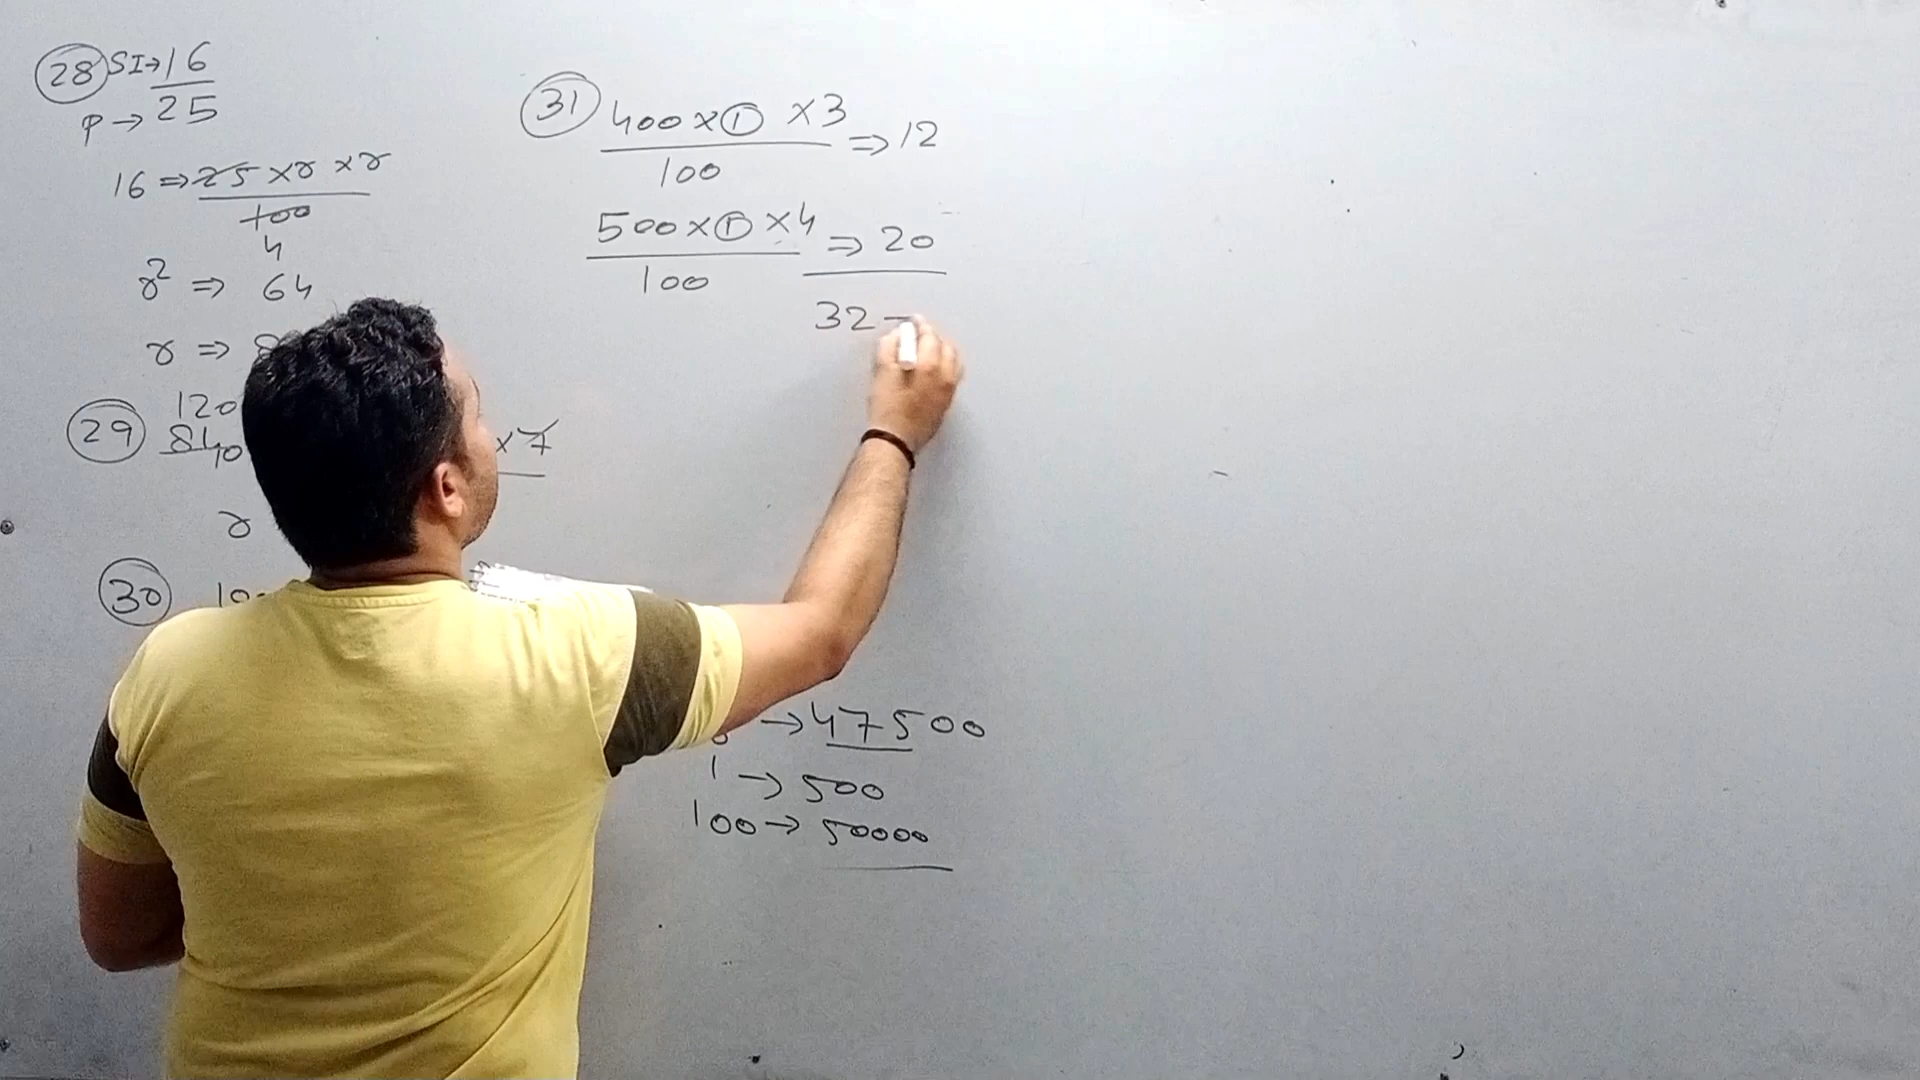 28 SI→ 16
P → 25
16 ⇒ 25 × r × r
100
4
r² ⇒ 64
r ⇒
29 120
840
× 7
r
30
31 400 × 1 × 3 ⇒ 12
100
500 × 1 × 4 ⇒ 20
100
32 –
→ 47500
1 → 500
100 → 50000